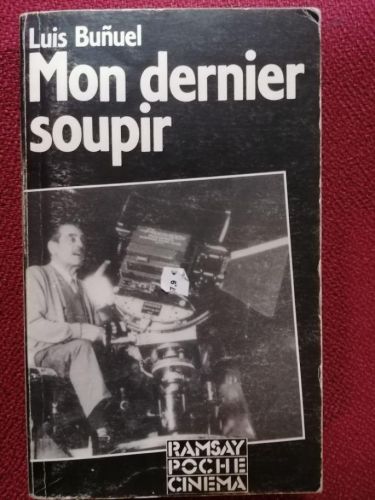 Luis Buñuel
Mon dernier
soupir
RAMSAY
POCHE
CINEMA